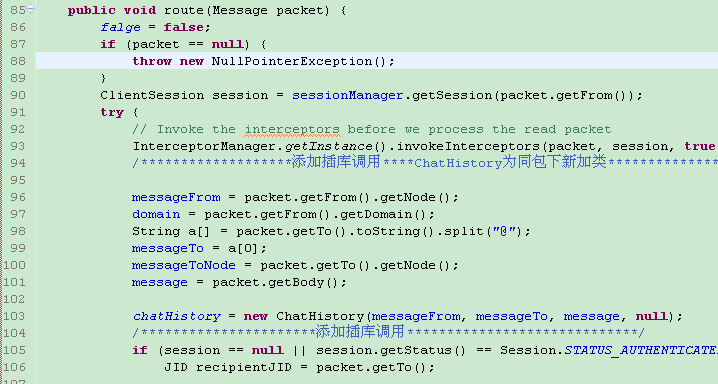 85 public void route(Message packet) {
86 falge = false;
87 if (packet == null) {
88 throw new NullPointerException();
89 }
90 ClientSession session = sessionManager.getSession(packet.getFrom());
91 try {
92 // Invoke the interceptors before we process the read packet
93 InterceptorManager.getInstance().invokeInterceptors(packet, session, true
94 /*******************添加插库调用****ChatHistory为同包下新加类**************
95
96 messageFrom = packet.getFrom().getNode();
97 domain = packet.getFrom().getDomain();
98 String a[] = packet.getTo().toString().split("@");
99 messageTo = a[0];
100 messageToNode = packet.getTo().getNode();
101 message = packet.getBody();
102
103 chatHistory = new ChatHistory(messageFrom, messageTo, message, null);
104 /**********************添加插库调用*****************************/
105 if (session == null || session.getStatus() == Session.STATUS_AUTHENTICATE
106 JID recipientJID = packet.getTo();